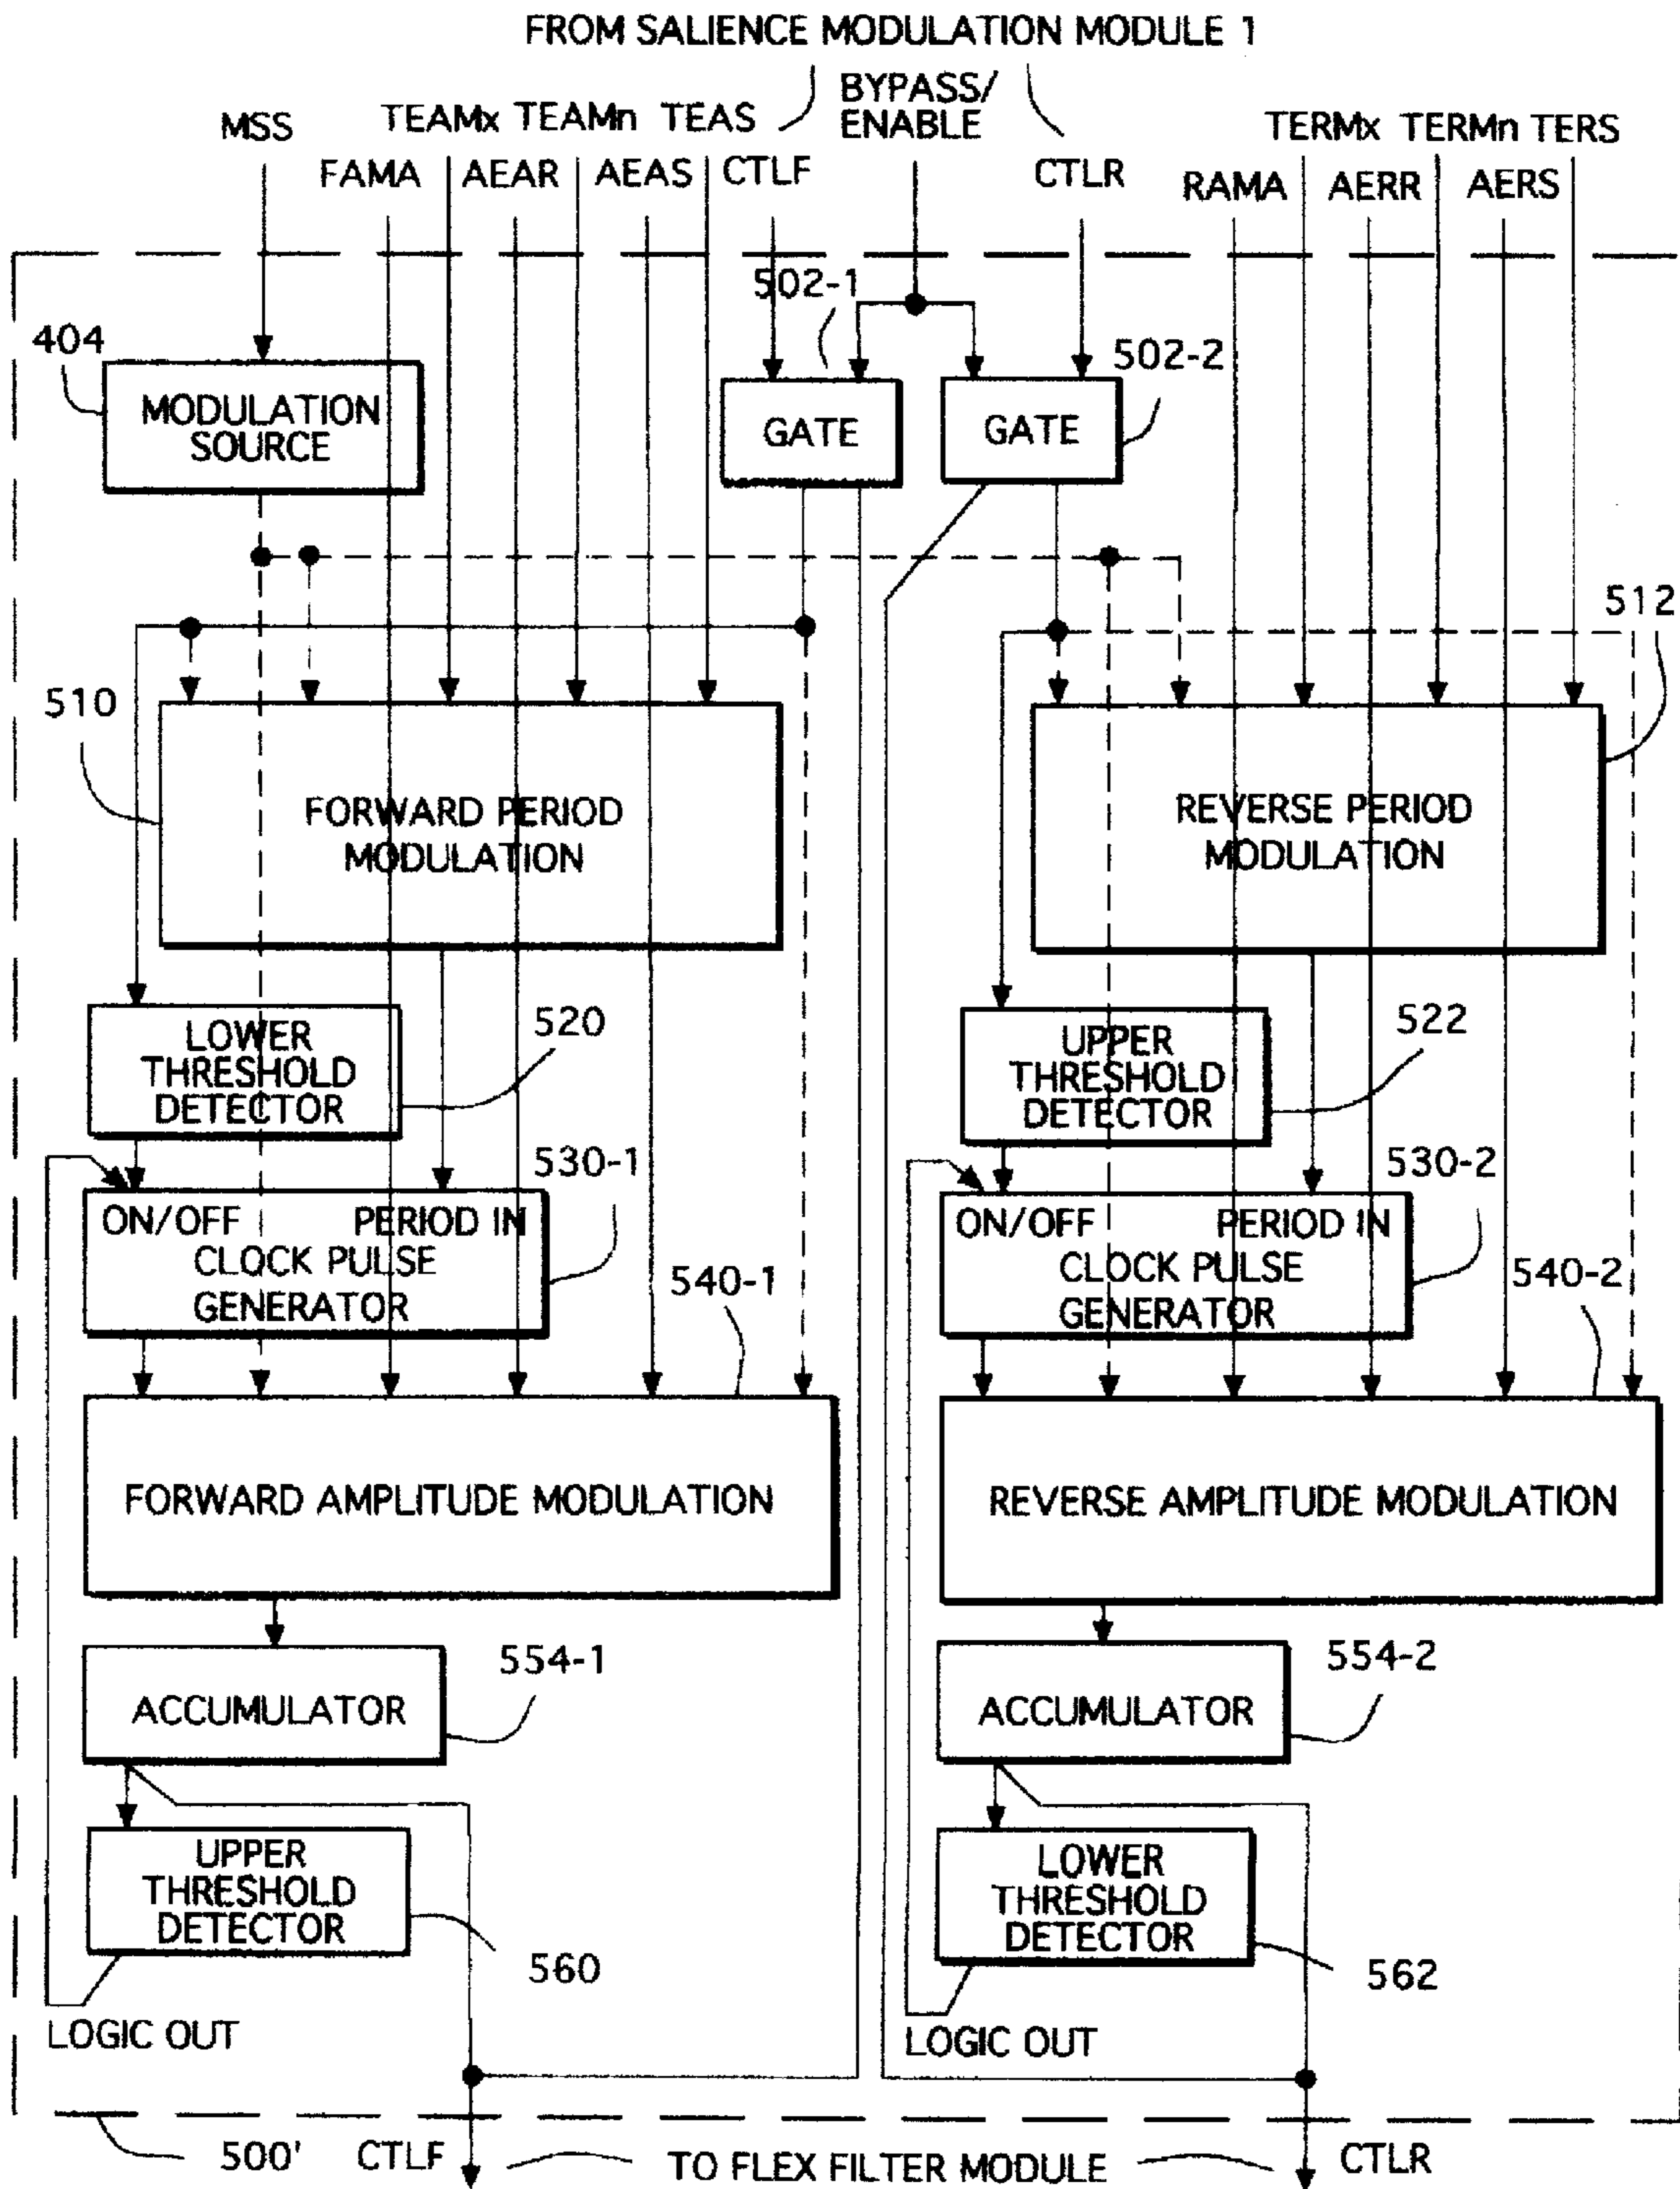 FROM SALIENCE MODULATION MODULE 1
BYPASS/
ENABLE
MSS
TEAMx TEAMn TEAS
TERMx TERMn TERS
FAMA AEAR AEAS CTLF
CTLR
RAMA AERR AERS
502-1
404
MODULATION
SOURCE
GATE
GATE
502-2
512
510
FORWARD PERIOD
MODULATION
REVERSE PERIOD
MODULATION
LOWER
THRESHOLD
DETECTOR
520
UPPER
THRESHOLD
DETECTOR
522
530-1
530-2
ON/OFF PERIOD IN
CLOCK PULSE
GENERATOR
ON/OFF PERIOD IN
CLOCK PULSE
GENERATOR
540-1
540-2
FORWARD AMPLITUDE MODULATION
REVERSE AMPLITUDE MODULATION
554-1
554-2
ACCUMULATOR
ACCUMULATOR
UPPER
THRESHOLD
DETECTOR
560
LOWER
THRESHOLD
DETECTOR
562
LOGIC OUT
LOGIC OUT
500'
CTLF
TO FLEX FILTER MODULE
CTLR